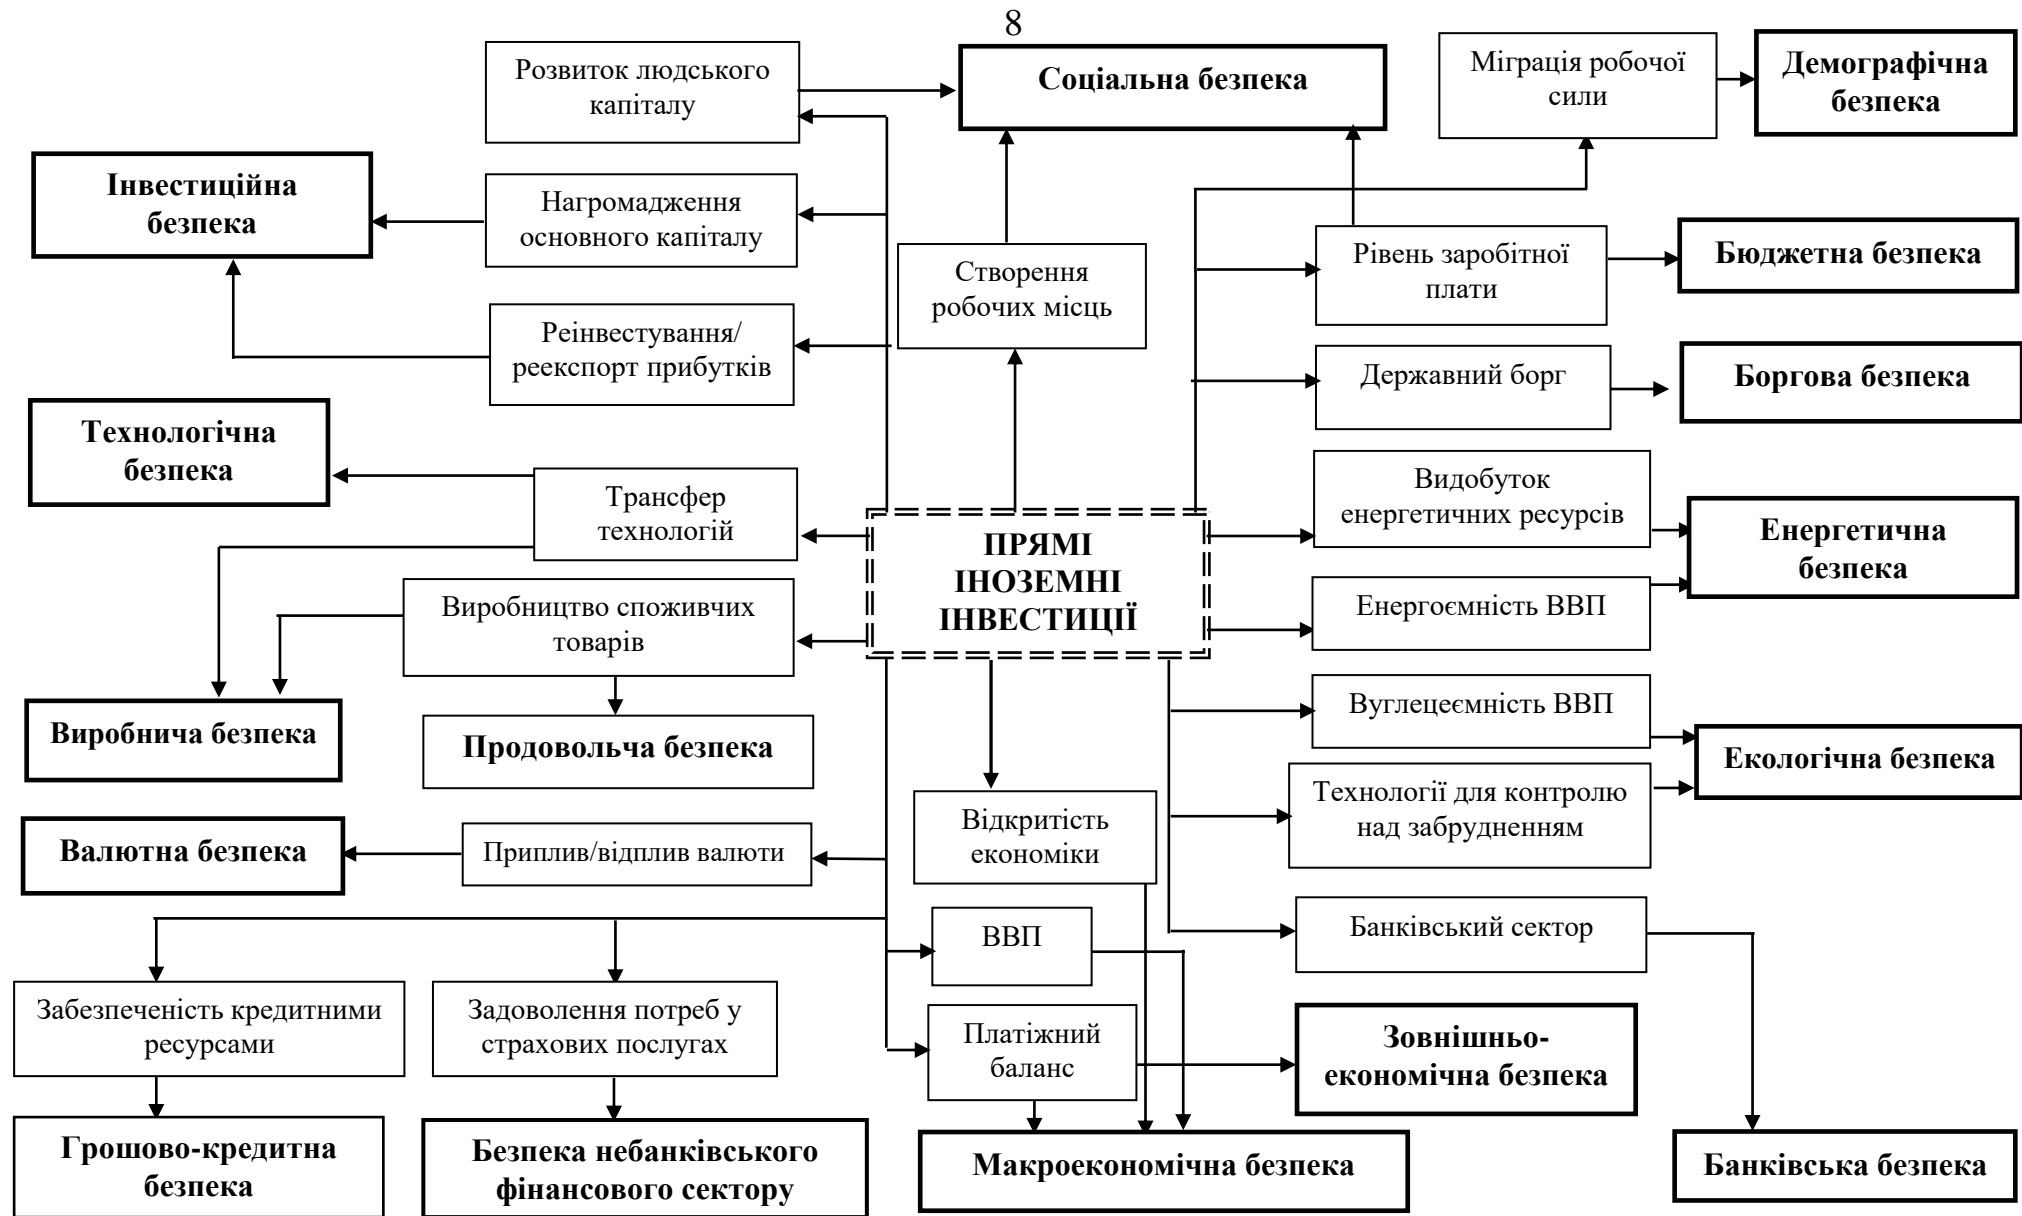 8
Розвиток людського
капіталу
Соціальна безпека
Міграція робочої
сили
Демографічна
безпека
Інвестиційна
безпека
Нагромадження
основного капіталу
Створення
робочих місць
Рівень заробітної
плати
Бюджетна безпека
Реінвестування/
реекспорт прибутків
Державний борг
Боргова безпека
Технологічна
безпека
Трансфер
технологій
ПРЯМІ
ІНОЗЕМНІ
ІНВЕСТИЦІЇ
Видобуток
енергетичних ресурсів
Енергетична
безпека
Виробництво споживчих
товарів
Енергоємність ВВП
Виробнича безпека
Продовольча безпека
Вуглецеємність ВВП
Екологічна безпека
Відкритість
економіки
Технології для контролю
над забрудненням
Валютна безпека
Приплив/відплив валюти
ВВП
Банківський сектор
Забезпеченість кредитними
ресурсами
Задоволення потреб у
страхових послугах
Платіжний
баланс
Зовнішньо-
економічна безпека
Грошово-кредитна
безпека
Безпека небанківського
фінансового сектору
Макроекономічна безпека
Банківська безпека